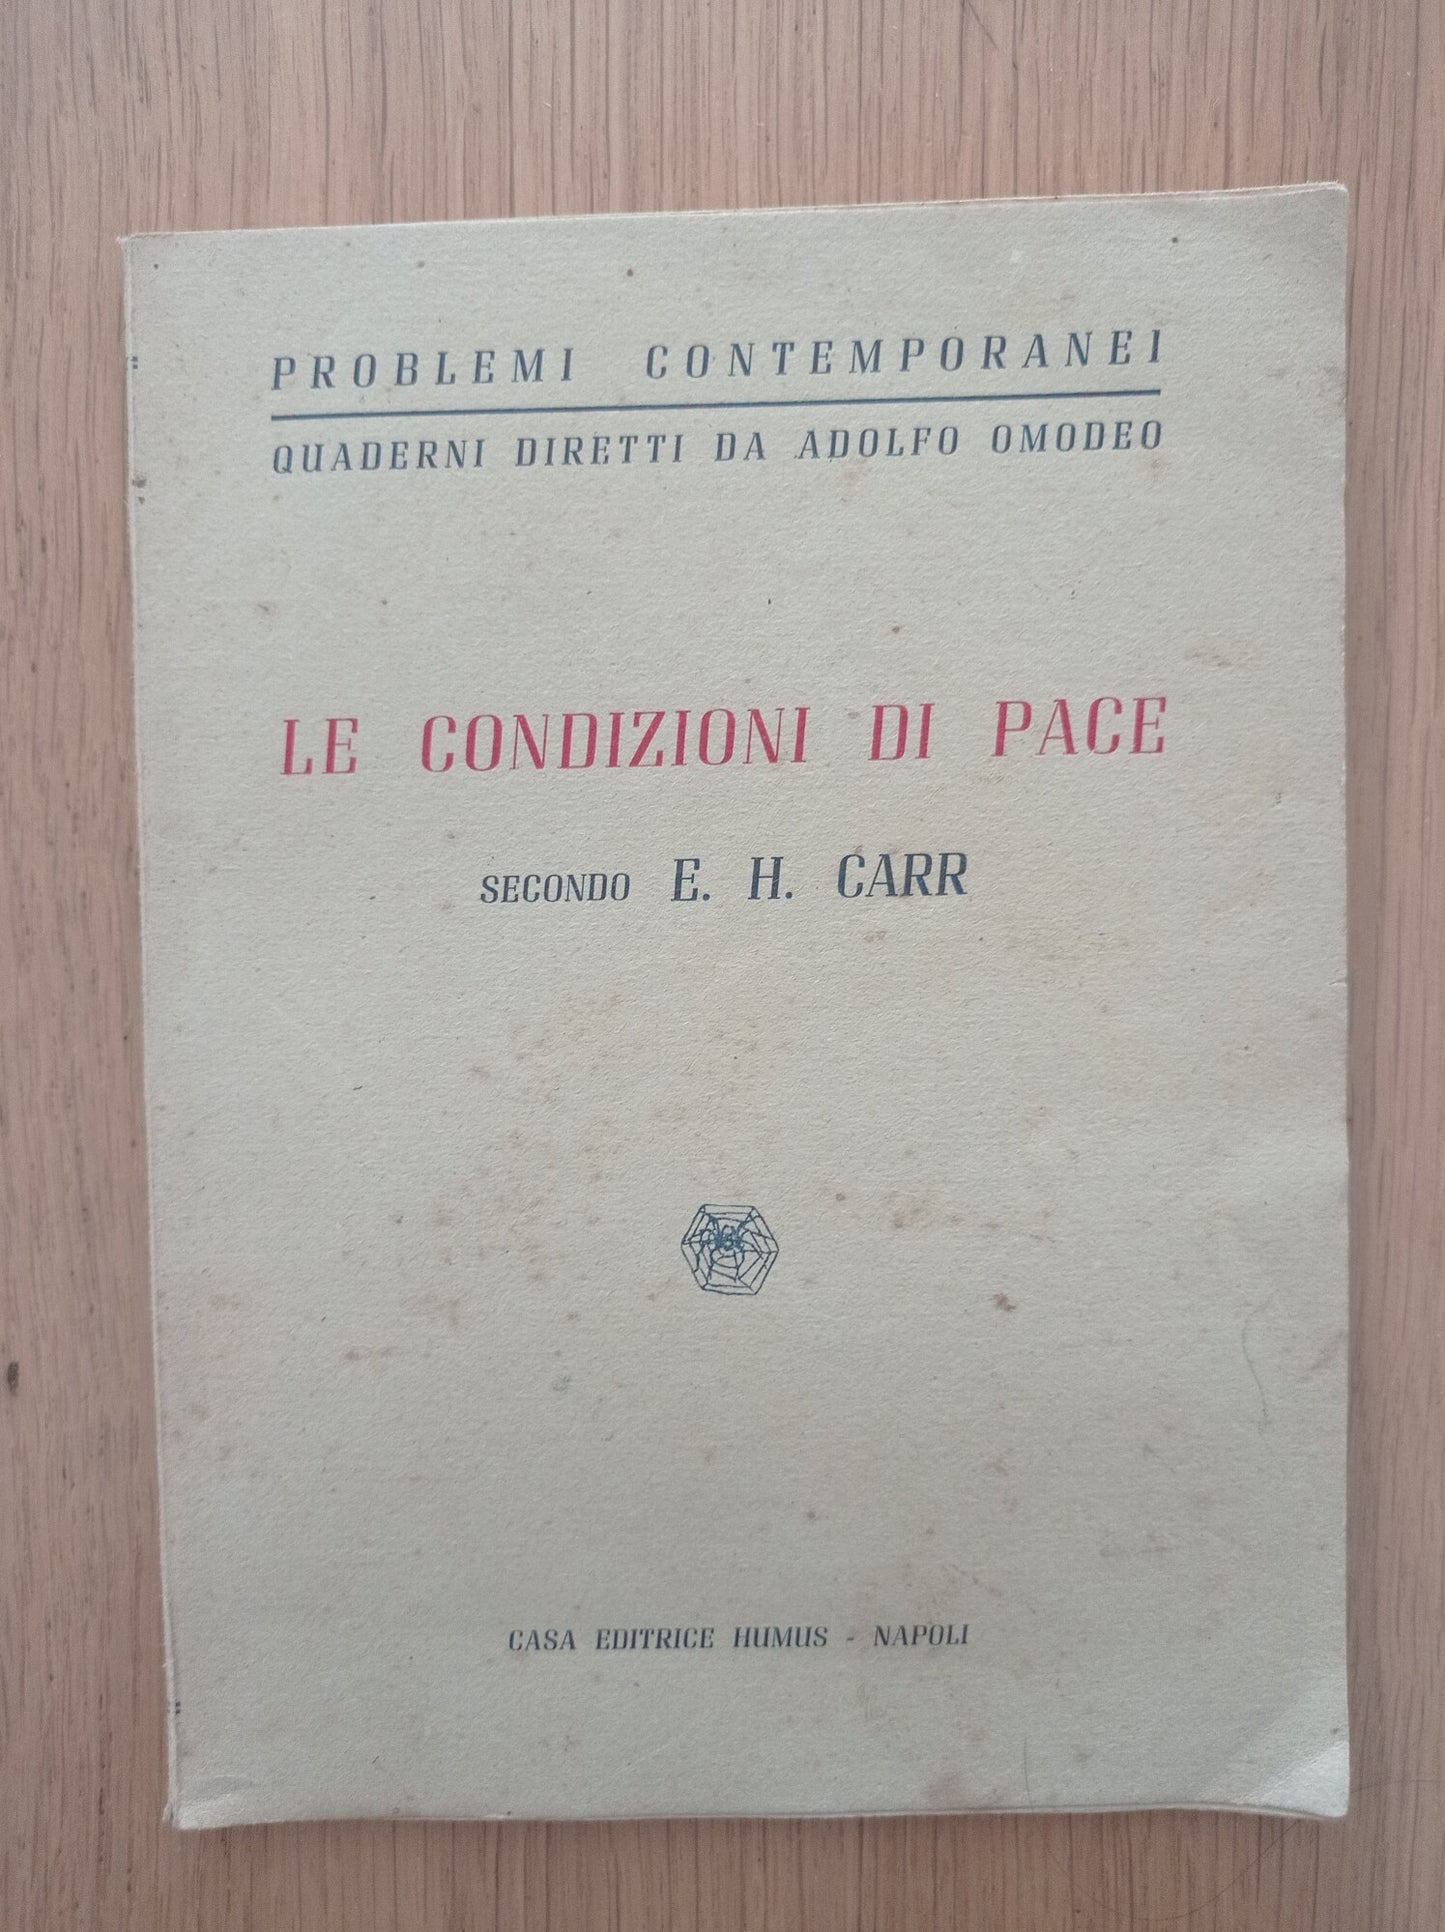 PROBLEMI CONTEMPORANEI
QUADERNI DIRETTI DA ADOLFO OMODEO
LE CONDIZIONI DI PACE
SECONDO E. H. CARR
CASA EDITRICE HUMUS - NAPOLI